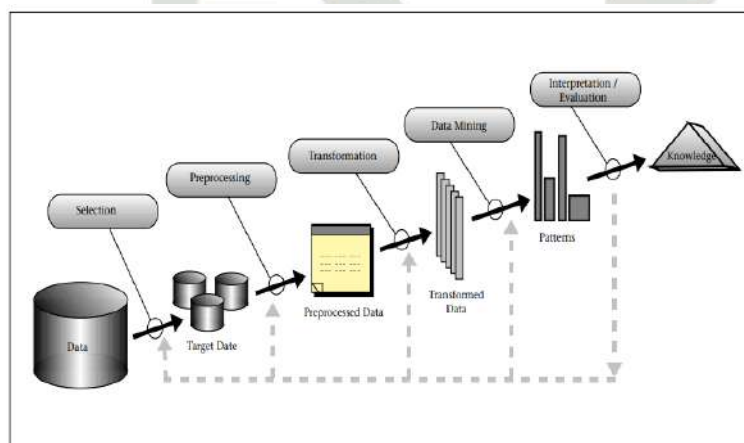 Interpretation /
Evaluation
Data Mining
Transformation
Preprocessing
Selection
Knowledge
Patterns
Transformed
Data
Preprocessed Data
Target Date
Data